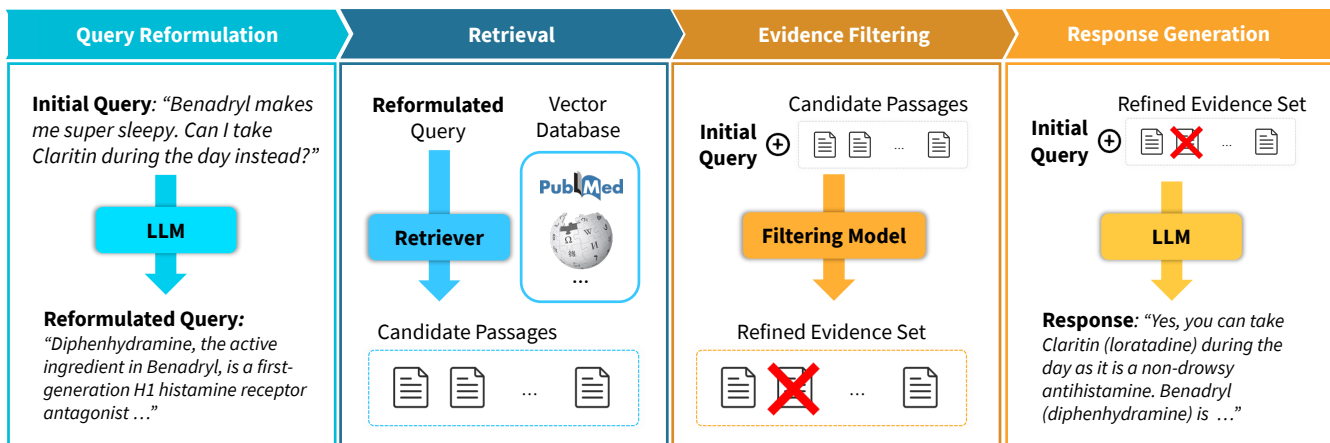 Query Reformulation
Initial Query: “Benadryl makes
me super sleepy. Can I take
Claritin during the day instead?”
LLM
Reformulated Query:
“Diphenhydramine, the active
ingredient in Benadryl, is a first-
generation H1 histamine receptor
antagonist …”
Retrieval
Reformulated
Query
Vector
Database
PubMed
Retriever
...
Candidate Passages
...
Evidence Filtering
Candidate Passages
Initial
Query
...
Filtering Model
Refined Evidence Set
...
Response Generation
Refined Evidence Set
Initial
Query
...
LLM
Response: “Yes, you can take
Claritin (loratadine) during the
day as it is a non-drowsy
antihistamine. Benadryl
(diphenhydramine) is …”